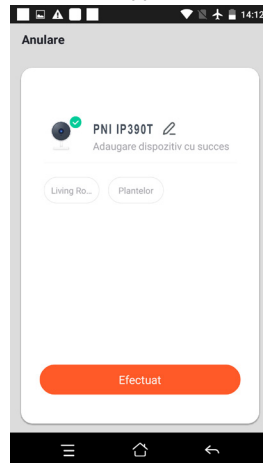 14:12
Anulare
PNI IP390T
Adaugare dispozitiv cu succes
Living Ro... Plantelor
Efectuat